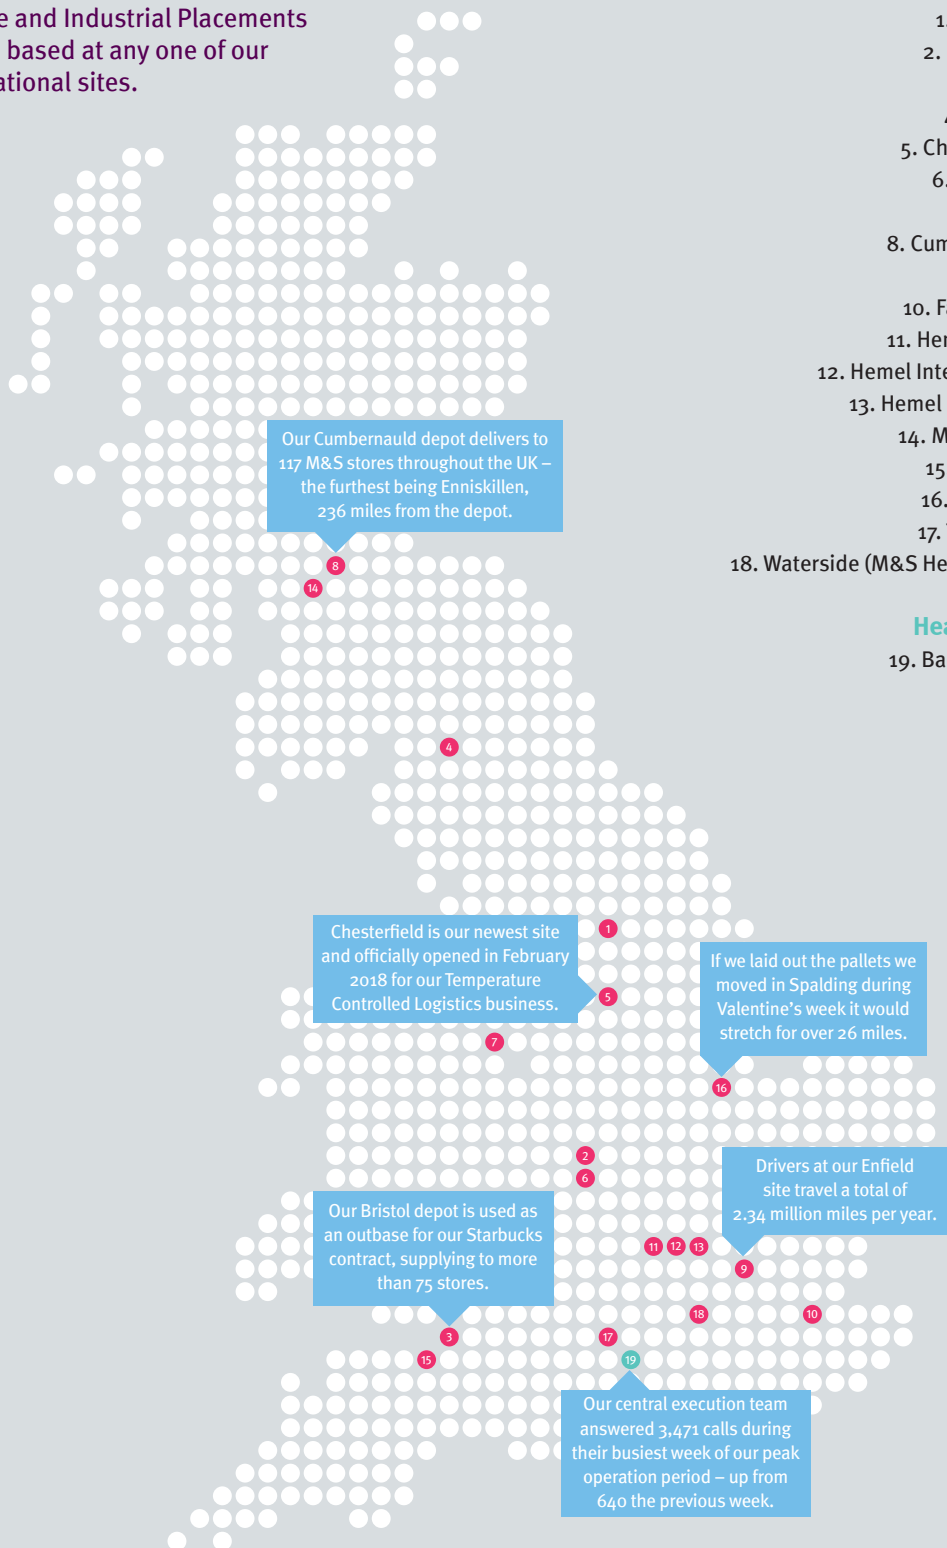 e and Industrial Placements
based at any one of our
ational sites.
1.
2.
5. Ch
6.
8. Cum
10. F
11. Hem
12. Hemel Inte
13. Hemel
14. M
15
16.
17.
18. Waterside (M&S He
Hea
19. Ba
Our Cumbernauld depot delivers to
117 M&S stores throughout the UK –
the furthest being Enniskillen,
236 miles from the depot.
8
14
4
Chesterfield is our newest site
and officially opened in February
2018 for our Temperature
Controlled Logistics business.
1
5
If we laid out the pallets we
moved in Spalding during
Valentine's week it would
stretch for over 26 miles.
7
16
2
6
Drivers at our Enfield
site travel a total of
2.34 million miles per year.
Our Bristol depot is used as
an outbase for our Starbucks
contract, supplying to more
than 75 stores.
11 12 13
9
18 10
3 17
15 19
Our central execution team
answered 3,471 calls during
their busiest week of our peak
operation period – up from
640 the previous week.